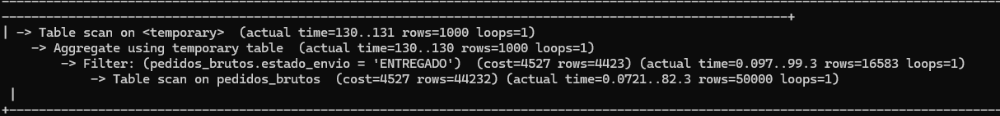 | -> Table scan on <temporary>  (actual time=130..131 rows=1000 loops=1)
    -> Aggregate using temporary table  (actual time=130..130 rows=1000 loops=1)
        -> Filter: (pedidos_brutos.estado_envio = 'ENTREGADO')  (cost=4527 rows=4423) (actual time=0.097..99.3 rows=16583 loops=1)
            -> Table scan on pedidos_brutos  (cost=4527 rows=44232) (actual time=0.0721..82.3 rows=50000 loops=1)
 |